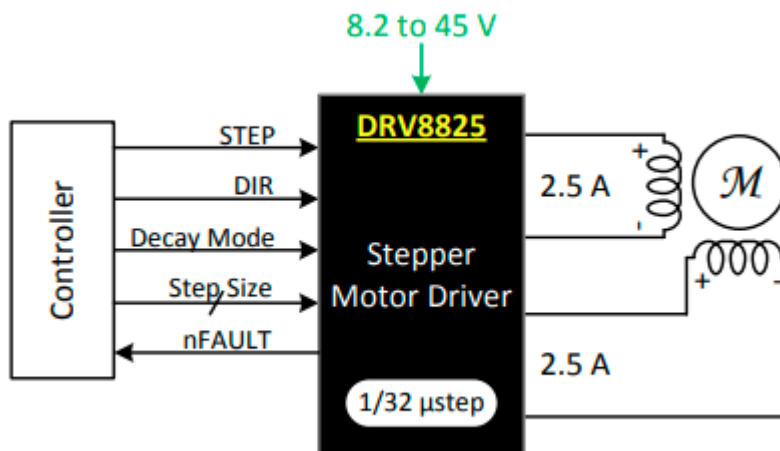 8.2 to 45 V
DRV8825
Controller
STEP
DIR
Decay Mode
Step Size
nFAULT
Stepper
Motor Driver
1/32 µstep
2.5 A
2.5 A
+
-
M
+
-